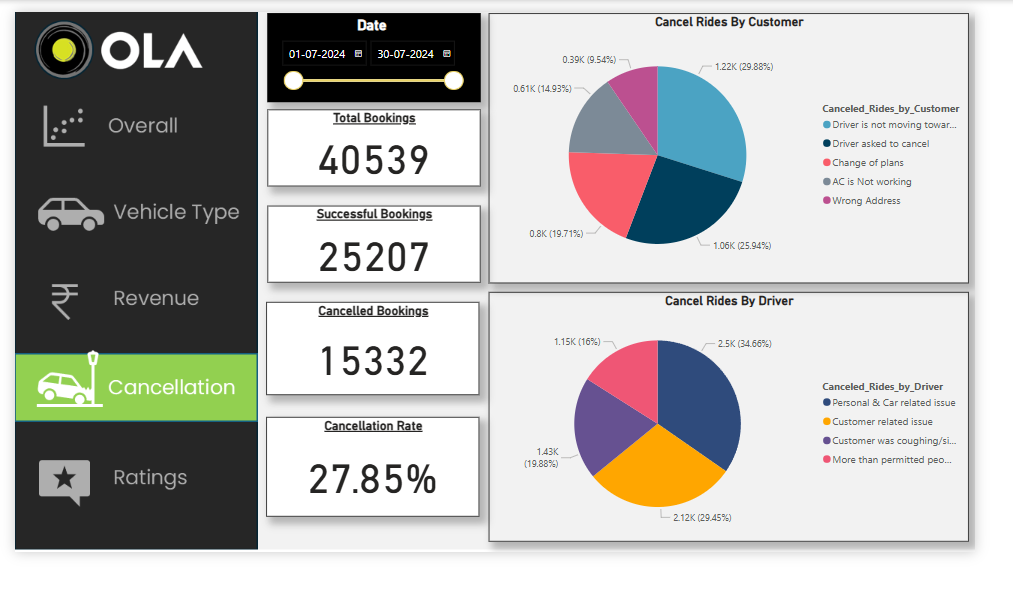 OLA
Overall
Vehicle Type
Revenue
Cancellation
Ratings
Date
01-07-2024 30-07-2024
Total Bookings
40539
Successful Bookings
25207
Cancelled Bookings
15332
Cancellation Rate
27.85%
Cancel Rides By Customer
0.39K (9.54%)
1.22K (29.88%)
0.61K (14.93%)
0.8K (19.71%)
1.06K (25.94%)
Canceled_Rides_by_Customer
Driver is not moving towar...
Driver asked to cancel
Change of plans
AC is Not working
Wrong Address
Cancel Rides By Driver
1.15K (16%)
2.5K (34.66%)
1.43K
(19.88%)
2.12K (29.45%)
Canceled_Rides_by_Driver
Personal & Car related issue
Customer related issue
Customer was coughing/si...
More than permitted peo...